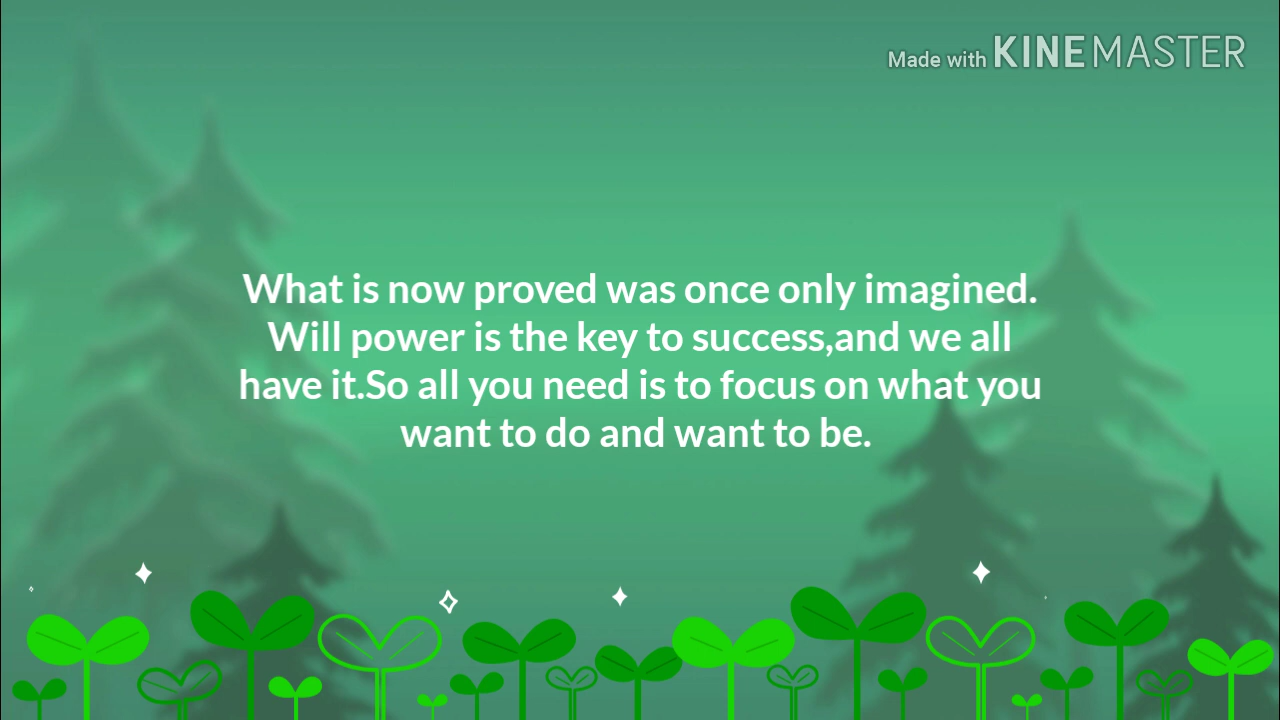 Made with KINEMASTER
What is now proved was once only imagined.
Will power is the key to success,and we all
have it.So all you need is to focus on what you
want to do and want to be.